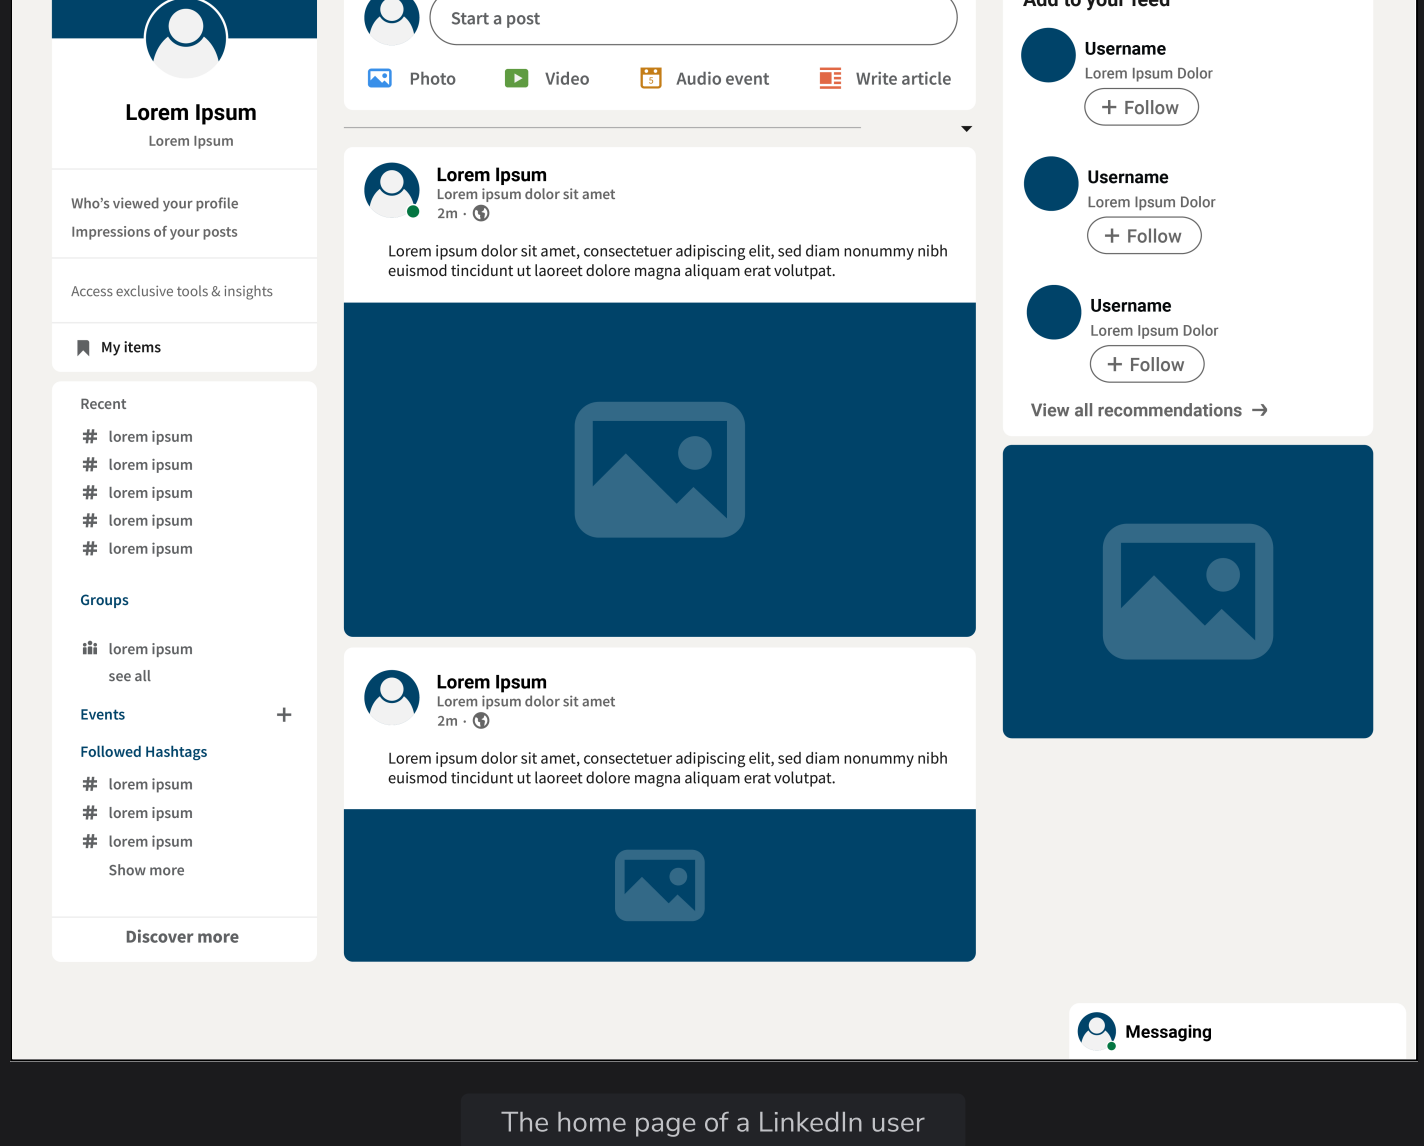 Lorem Ipsum
Lorem Ipsum
Who's viewed your profile
Impressions of your posts
Access exclusive tools & insights
My items
Recent
# lorem ipsum
# lorem ipsum
# lorem ipsum
# lorem ipsum
# lorem ipsum
Groups
lorem ipsum
see all
Events +
Followed Hashtags
# lorem ipsum
# lorem ipsum
# lorem ipsum
Show more
Discover more
Start a post
Photo Video 5 Audio event Write article
Lorem Ipsum
Lorem ipsum dolor sit amet
2m ·
Lorem ipsum dolor sit amet, consectetuer adipiscing elit, sed diam nonummy nibh
euismod tincidunt ut laoreet dolore magna aliquam erat volutpat.
Lorem Ipsum
Lorem ipsum dolor sit amet
2m ·
Lorem ipsum dolor sit amet, consectetuer adipiscing elit, sed diam nonummy nibh
euismod tincidunt ut laoreet dolore magna aliquam erat volutpat.
Add to your feed
Username
Lorem Ipsum Dolor
+ Follow
Username
Lorem Ipsum Dolor
+ Follow
Username
Lorem Ipsum Dolor
+ Follow
View all recommendations →
Messaging
The home page of a LinkedIn user